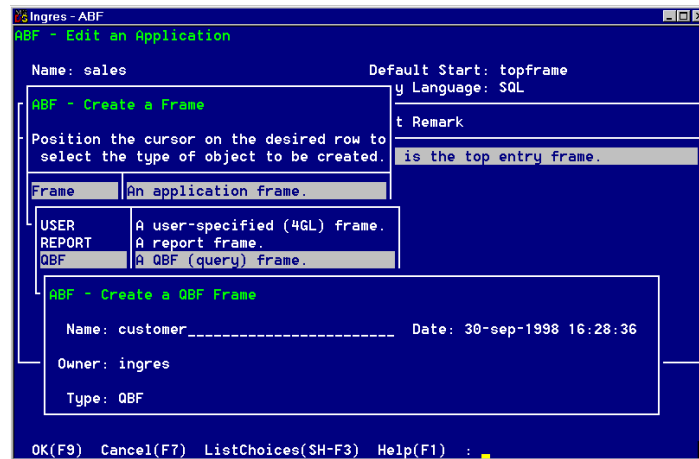 Ingres - ABF
ABF - Edit an Application
Name: sales Default Start: topframe
y Language: SQL
ABF - Create a Frame
t Remark
Position the cursor on the desired row to
select the type of object to be created.
is the top entry frame.
Frame An application frame.
USER A user-specified (4GL) frame.
REPORT A report frame.
QBF A QBF (query) frame.
ABF - Create a QBF Frame
Name: customer________________________ Date: 30-sep-1998 16:28:36
Owner: ingres
Type: QBF
OK(F9) Cancel(F7) ListChoices(SH-F3) Help(F1) :